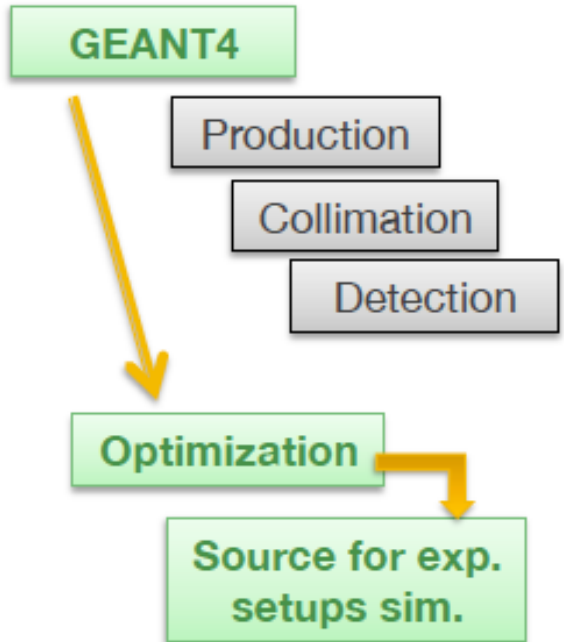 GEANT4
Production
Collimation
Detection
Optimization
Source for exp.
setups sim.